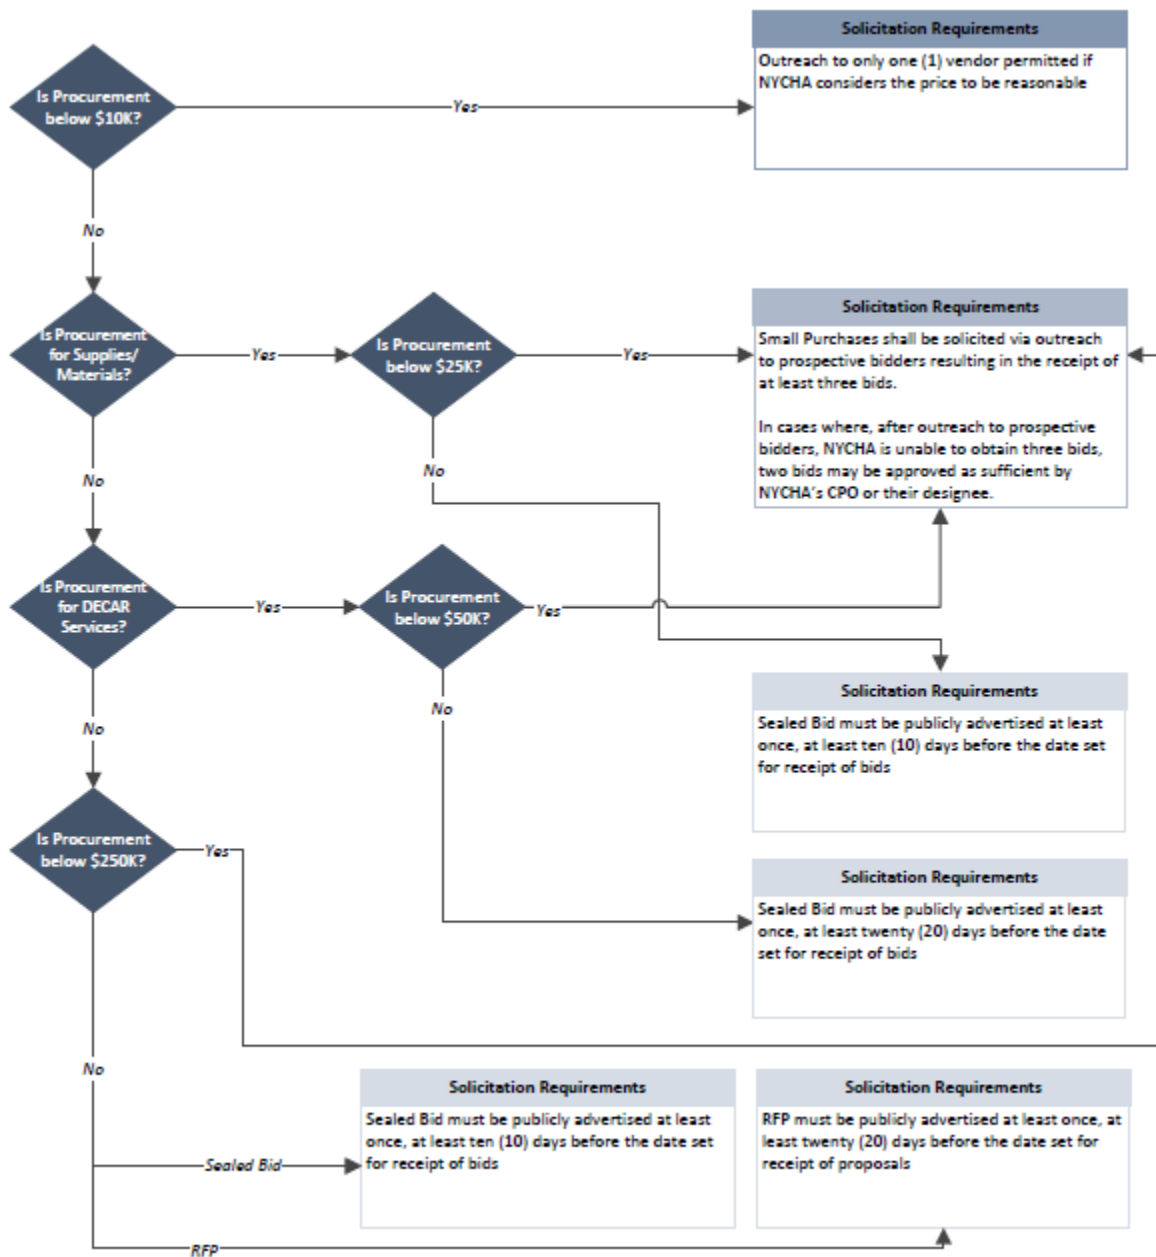 Solicitation Requirements
Outreach to only one (1) vendor permitted if
NYCHA considers the price to be reasonable
Is Procurement
below $10K?
Yes
No
Is Procurement
for Supplies/
Materials?
Yes
Is Procurement
below $25K?
Yes
Solicitation Requirements
Small Purchases shall be solicited via outreach
to prospective bidders resulting in the receipt of
at least three bids.
In cases where, after outreach to prospective
bidders, NYCHA is unable to obtain three bids,
two bids may be approved as sufficient by
NYCHA's CPO or their designee.
No
No
Is Procurement
for DECAR
Services?
Yes
Is Procurement
below $50K?
Yes
Solicitation Requirements
Sealed Bid must be publicly advertised at least
once, at least ten (10) days before the date set
for receipt of bids
No
No
Is Procurement
below $250K?
Yes
Solicitation Requirements
Sealed Bid must be publicly advertised at least
once, at least twenty (20) days before the date
set for receipt of bids
No
Solicitation Requirements
Sealed Bid must be publicly advertised at least
once, at least ten (10) days before the date set
for receipt of bids
Solicitation Requirements
RFP must be publicly advertised at least once, at
least twenty (20) days before the date set for
receipt of proposals
Sealed Bid
RFP